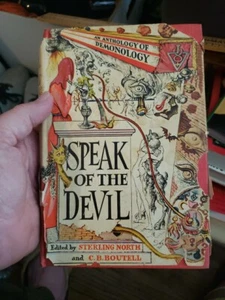 AN ANTHOLOGY OF
DEMONOLOGY
SPEAK
OF THE
DEVIL
Edited by STERLING NORTH
and C. B. BOUTELL